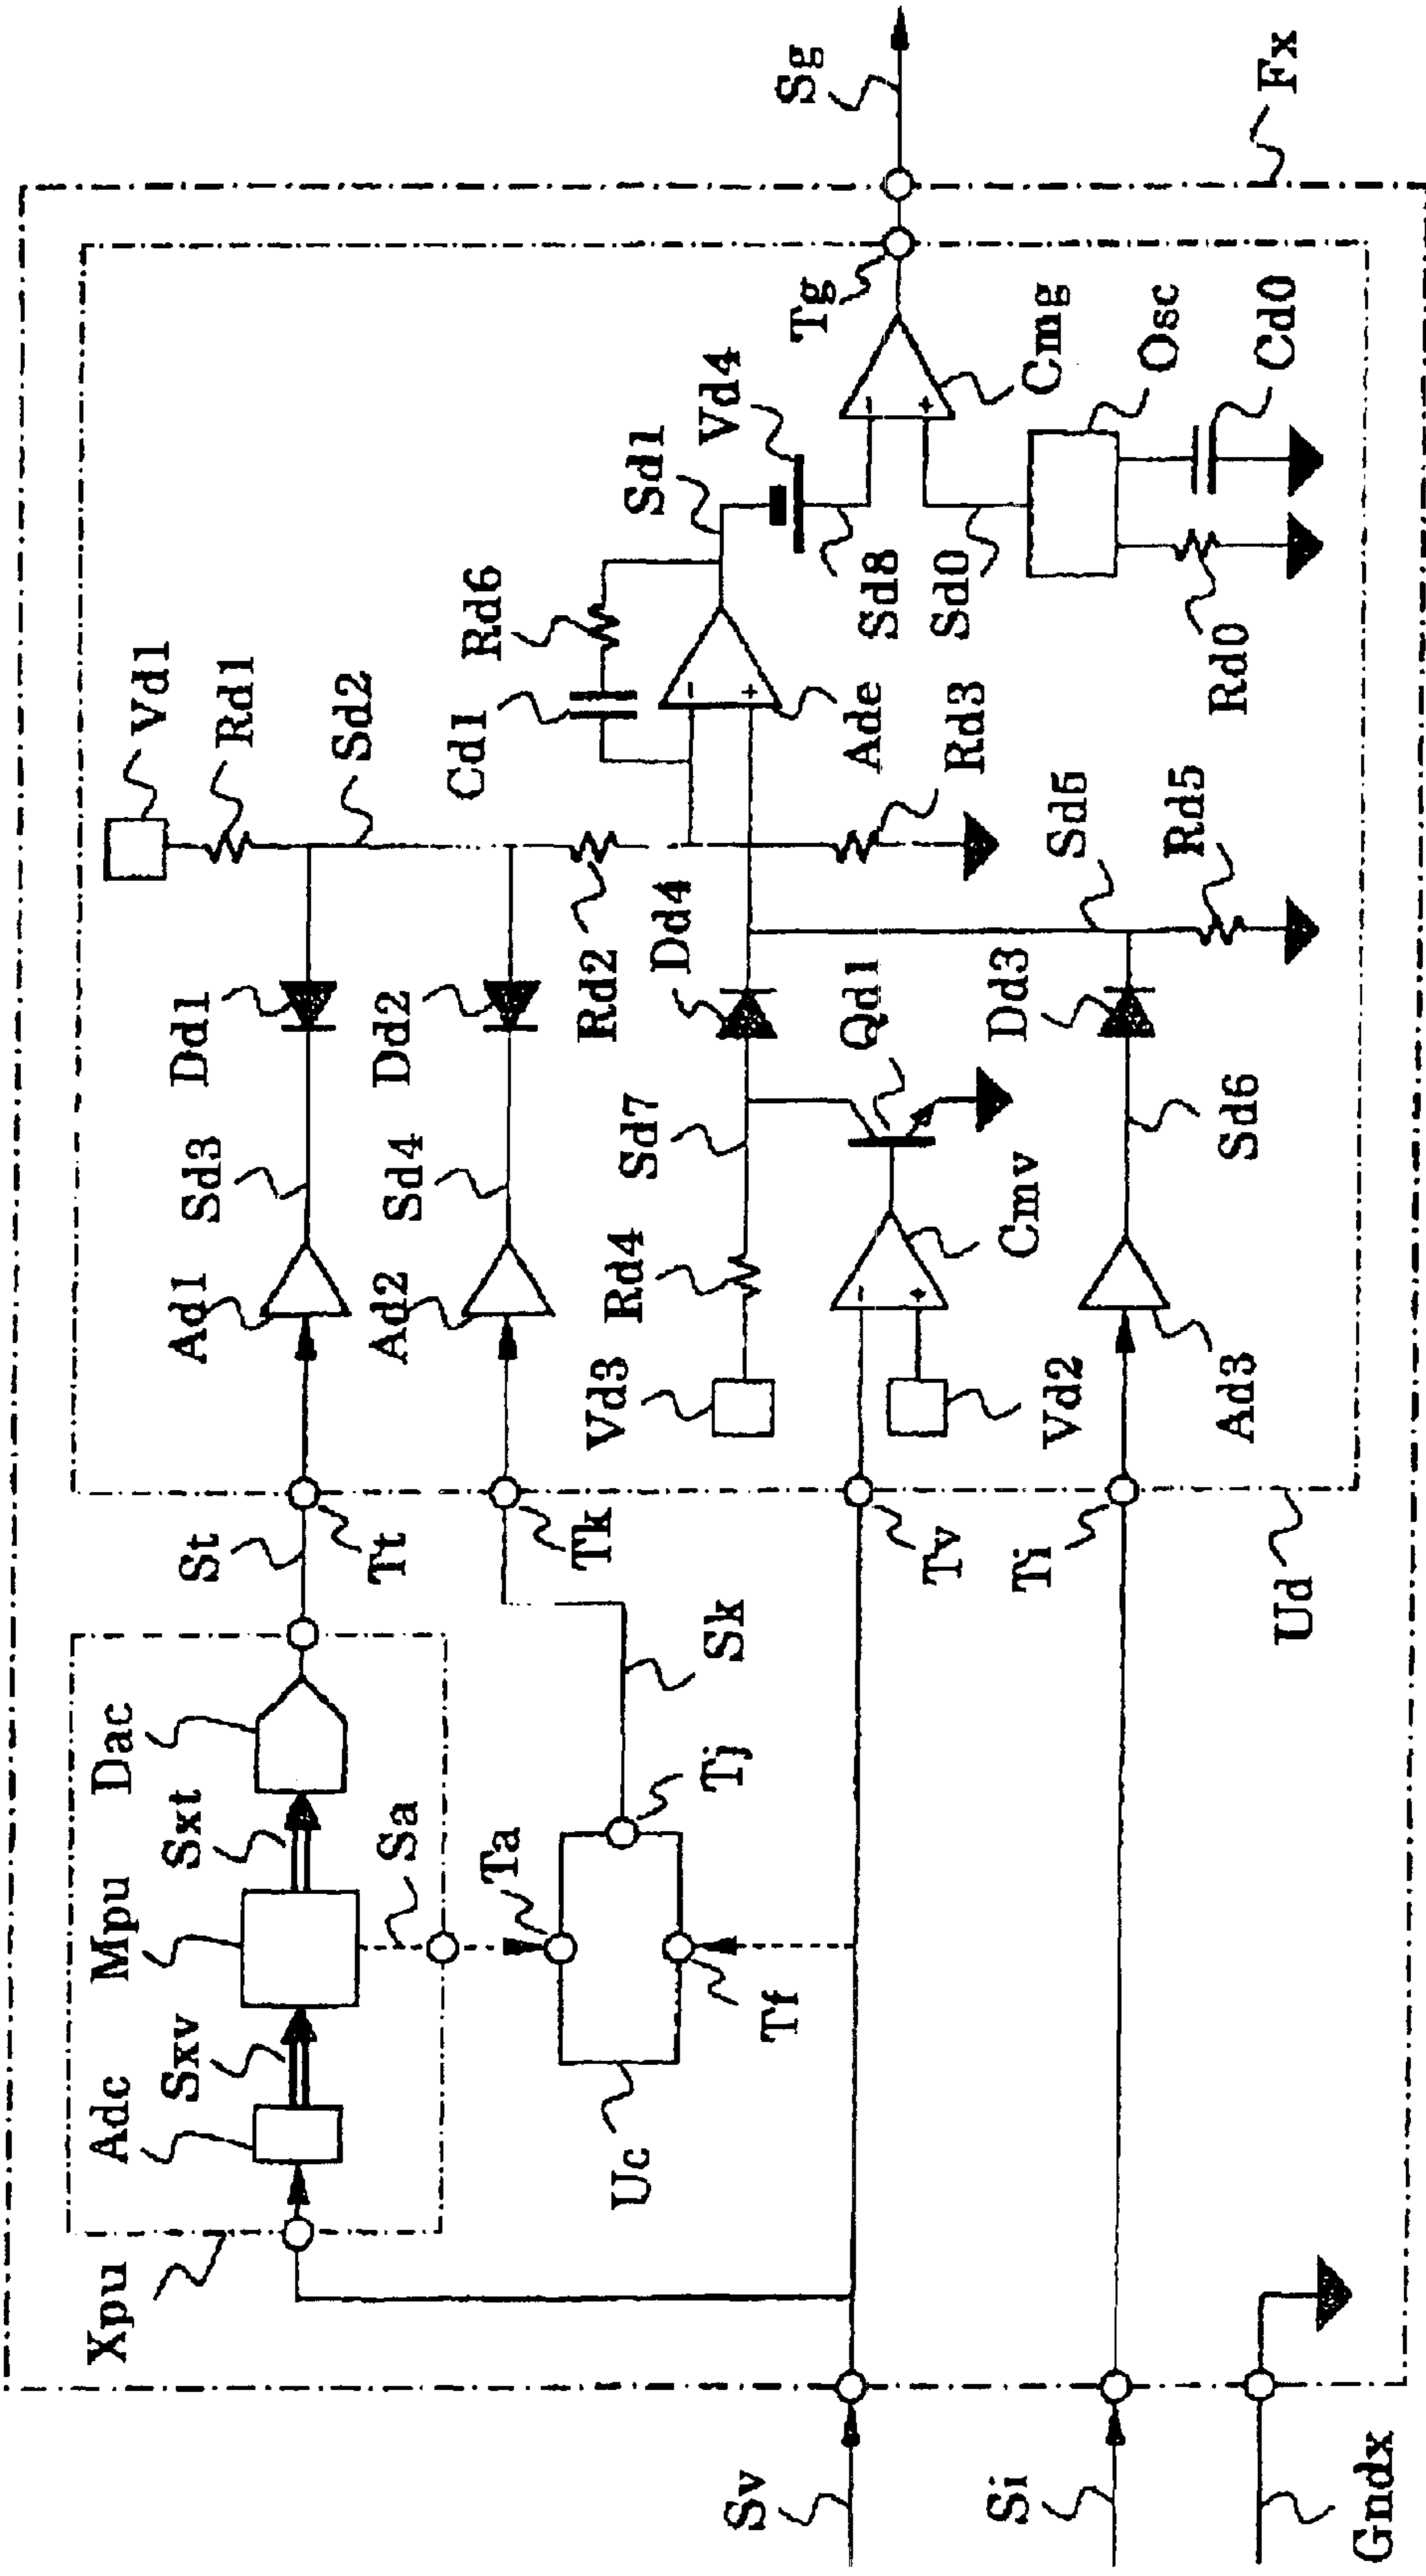 Xpu
Adc
Sxv
Mpu
Sxt
Dac
St
Tt
Ad1
Sd3
Dd1
Vd1
Rd1
Sd2
Sa
Ta
Tj
Tf
Uc
Sk
Tk
Ad2
Sd4
Dd2
Rd2
Cd1
Rd6
Sd1
Vd4
Vd3
Rd4
Sd7
Dd4
Ade
Rd3
Sd8
Sd0
Tg
Sg
Sv
Tv
Vd2
Cmv
Qd1
Cmg
Osc
Cd0
Rd0
Si
Ti
Ad3
Sd6
Dd3
Sd5
Rd5
Gndx
Ud
Fx